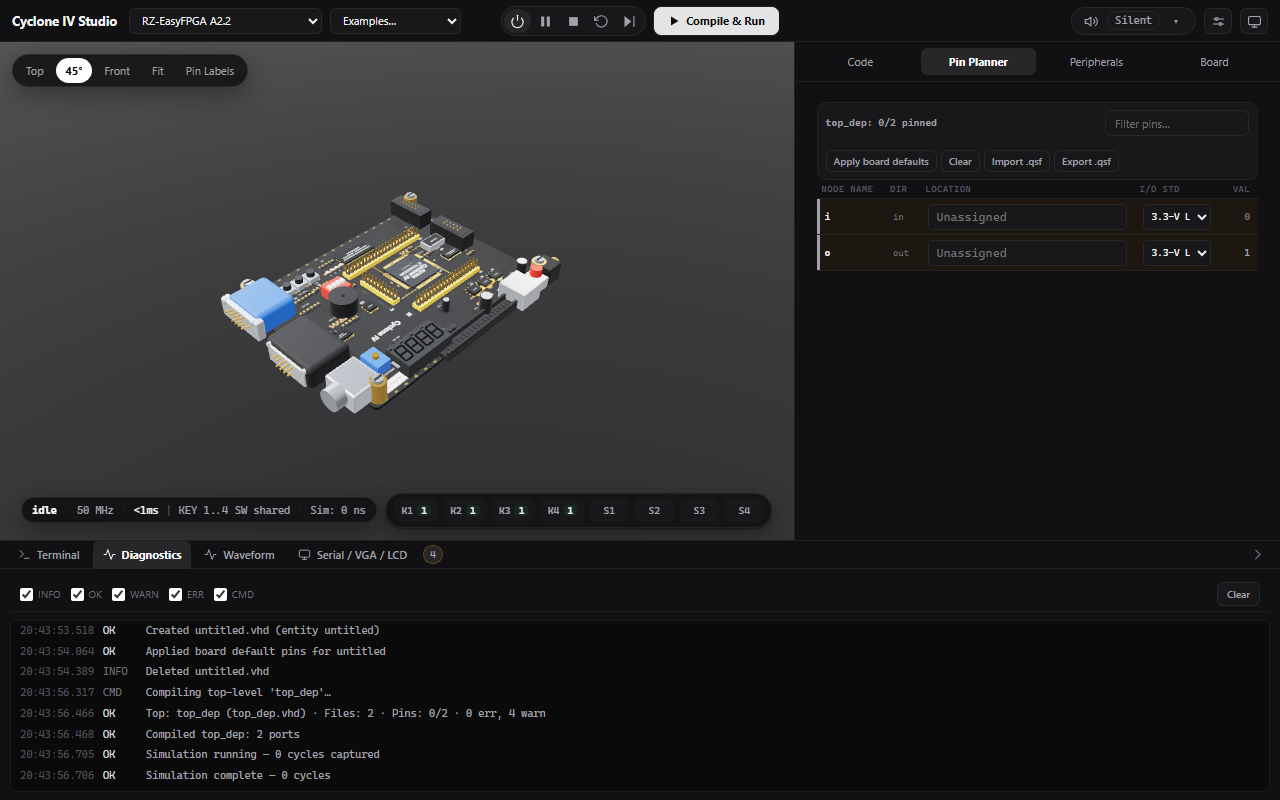 Cyclone IV Studio
RZ-EasyFPGA A2.2
Examples...
Compile & Run
Silent
Top 45° Front Fit Pin Labels
Code Pin Planner Peripherals Board
top_dep: 0/2 pinned
Filter pins...
Apply board defaults Clear Import .qsf Export .qsf
NODE NAME DIR LOCATION I/O STD VAL
i in Unassigned 3.3-V L 0
o out Unassigned 3.3-V L 1
Cyclone IV
idle · 50 MHz · <1ms | KEY 1..4 SW shared · Sim: 0 ns
K1 1 K2 1 K3 1 K4 1 S1 S2 S3 S4
Terminal Diagnostics Waveform Serial / VGA / LCD 4
INFO OK WARN ERR CMD Clear
20:43:53.518 OK Created untitled.vhd (entity untitled)
20:43:54.064 OK Applied board default pins for untitled
20:43:54.389 INFO Deleted untitled.vhd
20:43:56.317 CMD Compiling top-level 'top_dep'…
20:43:56.466 OK Top: top_dep (top_dep.vhd) · Files: 2 · Pins: 0/2 · 0 err, 4 warn
20:43:56.468 OK Compiled top_dep: 2 ports
20:43:56.705 OK Simulation running — 0 cycles captured
20:43:56.706 OK Simulation complete — 0 cycles